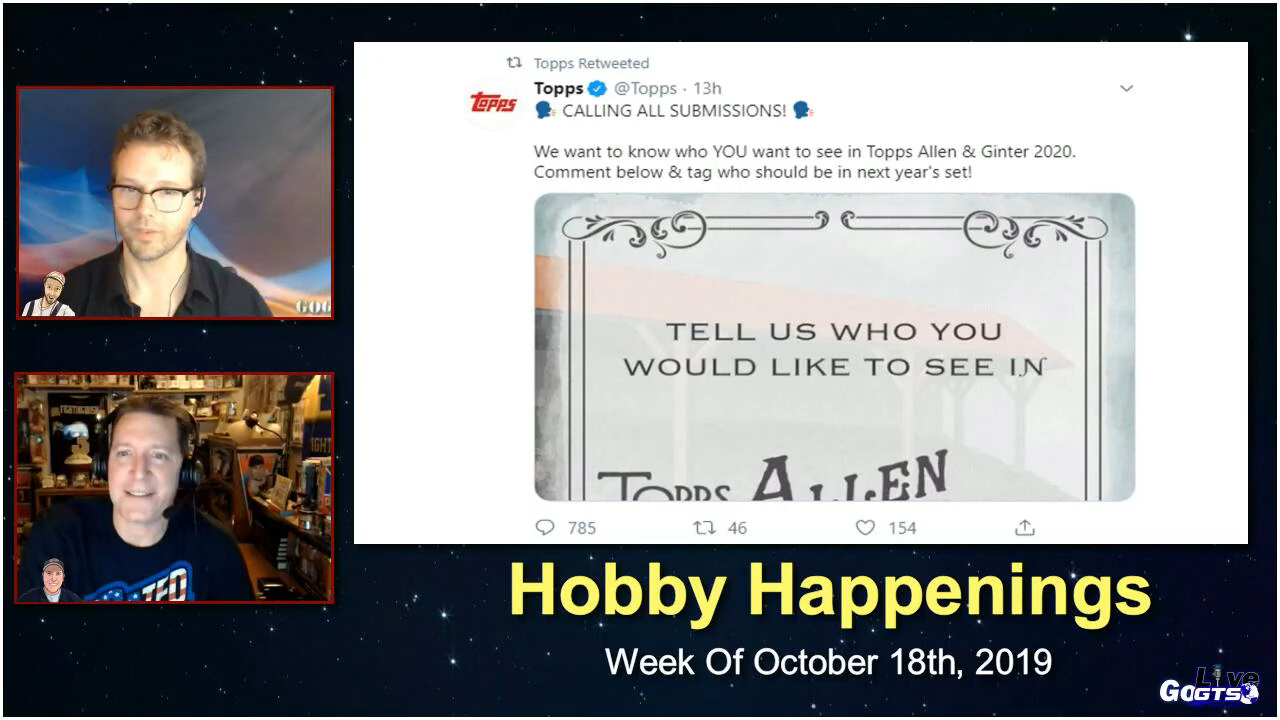 Topps Retweeted
Topps @Topps · 13h
CALLING ALL SUBMISSIONS!
We want to know who YOU want to see in Topps Allen & Ginter 2020.
Comment below & tag who should be in next year's set!
TELL US WHO YOU
WOULD LIKE TO SEE IN
TOPPS ALLEN
785 46 154
Hobby Happenings
Week Of October 18th, 2019
Live
GOGTS